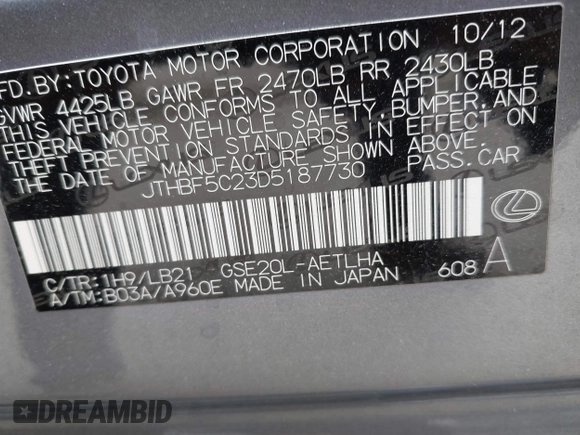 FD. BY: TOYOTA MOTOR CORPORATION 10/12
GVWR 4425LB GAWR FR 2470LB RR 2430LB
THIS VEHICLE CONFORMS TO ALL APPLICABLE
FEDERAL MOTOR VEHICLE SAFETY, BUMPER, AND
THEFT PREVENTION STANDARDS IN EFFECT ON
THE DATE OF MANUFACTURE SHOWN ABOVE.
JTHBF5C23D5187730 PASS. CAR
C/TR: 1H9/LB21 GSE20L-AETLHA
A/TM: B03A/A960E MADE IN JAPAN 608 A
DREAMBID